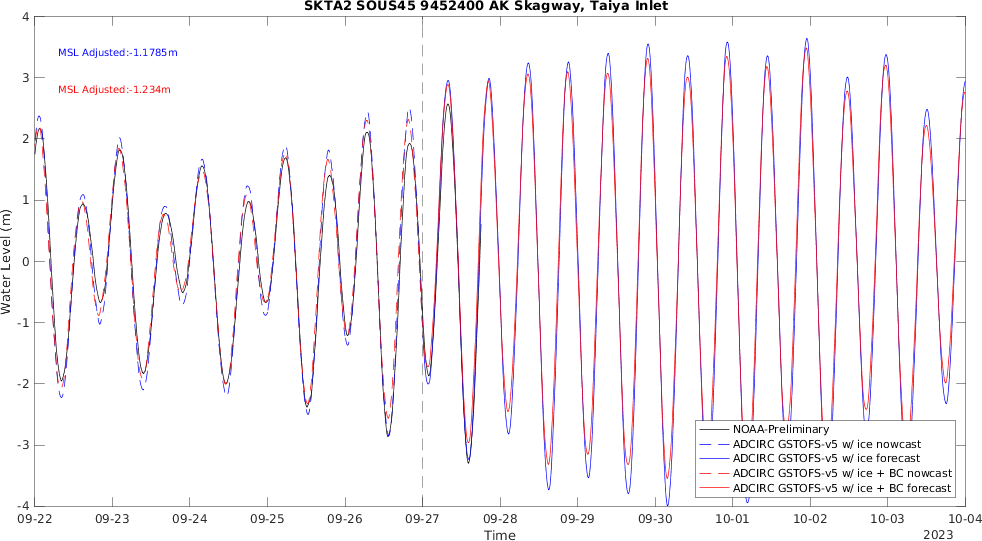 SKTA2 SOUS45 9452400 AK Skagway, Taiya Inlet
MSL Adjusted:-1.1785m
MSL Adjusted:-1.234m
Water Level (m)
4
3
2
1
0
-1
-2
-3
-4
NOAA-Preliminary
ADCIRC GSTOFS-v5 w/ ice nowcast
ADCIRC GSTOFS-v5 w/ ice forecast
ADCIRC GSTOFS-v5 w/ ice + BC nowcast
ADCIRC GSTOFS-v5 w/ ice + BC forecast
09-22 09-23 09-24 09-25 09-26 09-27 09-28 09-29 09-30 10-01 10-02 10-03 10-04
Time
2023